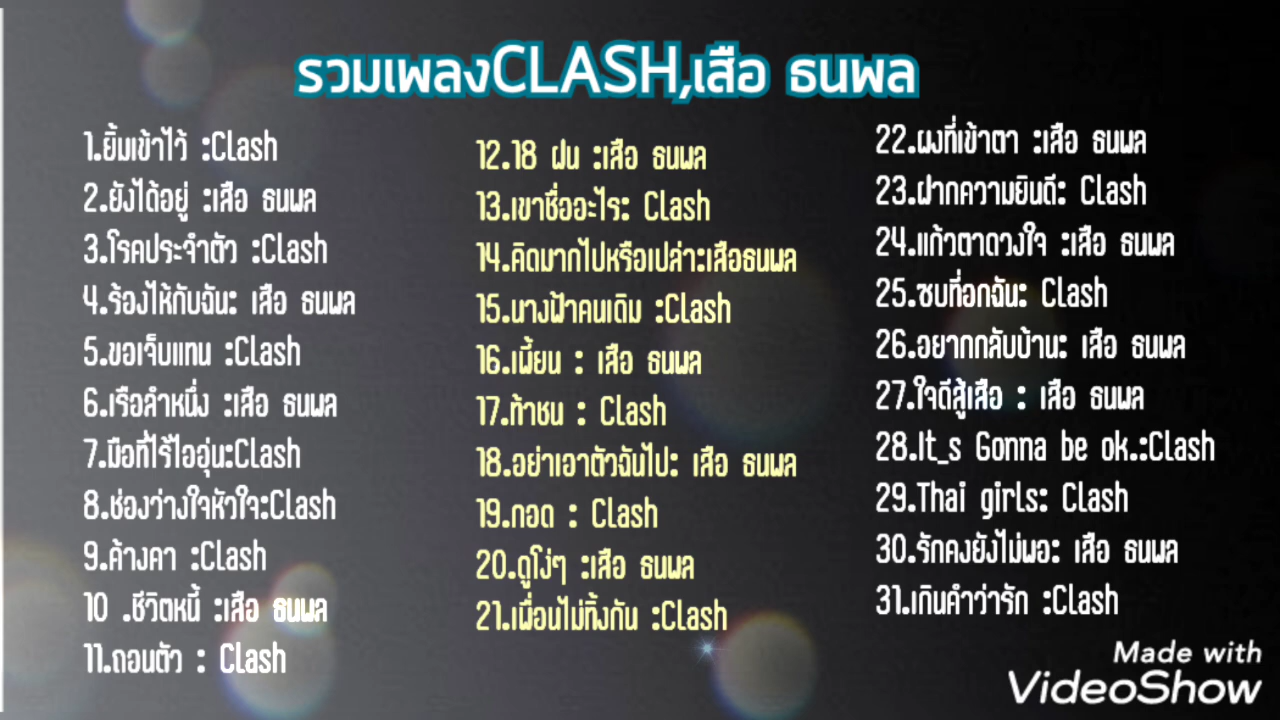 รวมเพลงCLASH,เสือ ธนพล
1.ยิ้มเข้าไว้ :Clash
2.ยังได้อยู่ :เสือ ธนพล
3.โรคประจำตัว :Clash
4.ร้องไห้กับฉัน: เสือ ธนพล
5.ขอเจ็บแทน :Clash
6.เรือลำหนึ่ง :เสือ ธนพล
7.มือที่ไร้ไออุ่น:Clash
8.ช่องว่างใจหัวใจ:Clash
9.ค้างคา :Clash
10 .ชีวิตหนี้ :เสือ ธนพล
11.ถอนตัว : Clash
12.18 ฝน :เสือ ธนพล
13.เขาชื่ออะไร: Clash
14.คิดมากไปหรือเปล่า:เสือธนพล
15.นางฟ้าคนเดิม :Clash
16.เพี้ยน : เสือ ธนพล
17.ท้าชน : Clash
18.อย่าเอาตัวฉันไป: เสือ ธนพล
19.กอด : Clash
20.ดูโง่ๆ :เสือ ธนพล
21.เพื่อนไม่ทิ้งกัน :Clash
22.ผงที่เข้าตา :เสือ ธนพล
23.ฝากความยินดี: Clash
24.แก้วตาดวงใจ :เสือ ธนพล
25.ซบที่อกฉัน: Clash
26.อยากกลับบ้าน: เสือ ธนพล
27.ใจดีสู้เสือ : เสือ ธนพล
28.It_s Gonna be ok.:Clash
29.Thai girls: Clash
30.รักคงยังไม่พอ: เสือ ธนพล
31.เกินคำว่ารัก :Clash
Made with
VideoShow